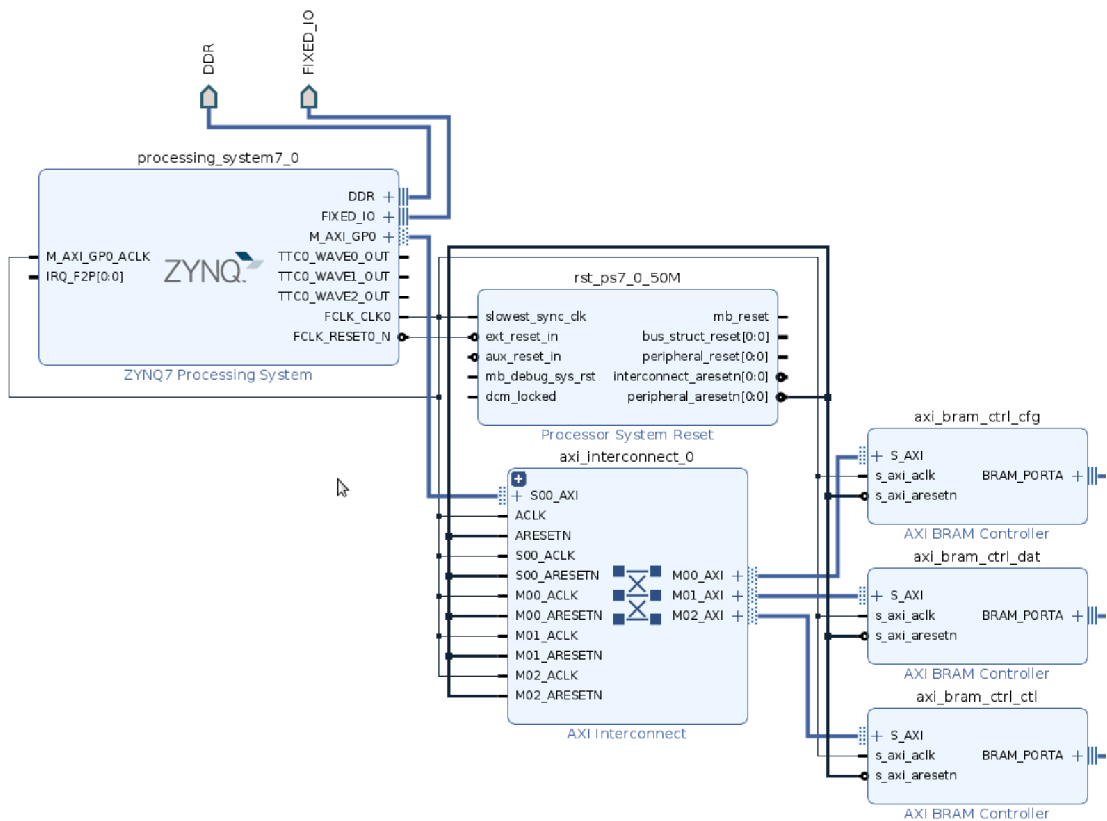 DDR
FIXED_IO
processing_system7_0
DDR
FIXED_IO
M_AXI_GP0
M_AXI_GP0_ACLK
TTC0_WAVE0_OUT
IRQ_F2P[0:0]
ZYNQ
TTC0_WAVE1_OUT
TTC0_WAVE2_OUT
FCLK_CLK0
FCLK_RESET0_N
ZYNQ7 Processing System
rst_ps7_0_50M
slowest_sync_clk
mb_reset
ext_reset_in
bus_struct_reset[0:0]
aux_reset_in
peripheral_reset[0:0]
mb_debug_sys_rst
interconnect_aresetn[0:0]
dcm_locked
peripheral_aresetn[0:0]
Processor System Reset
axi_interconnect_0
S00_AXI
ACLK
ARESETN
S00_ACLK
S00_ARESETN
M00_AXI
M00_ACLK
M01_AXI
M00_ARESETN
M02_AXI
M01_ACLK
M01_ARESETN
M02_ACLK
M02_ARESETN
AXI Interconnect
axi_bram_ctrl_cfg
S_AXI
s_axi_aclk
BRAM_PORTA
s_axi_aresetn
AXI BRAM Controller
axi_bram_ctrl_dat
S_AXI
s_axi_aclk
BRAM_PORTA
s_axi_aresetn
AXI BRAM Controller
axi_bram_ctrl_ctl
S_AXI
s_axi_aclk
BRAM_PORTA
s_axi_aresetn
AXI BRAM Controller